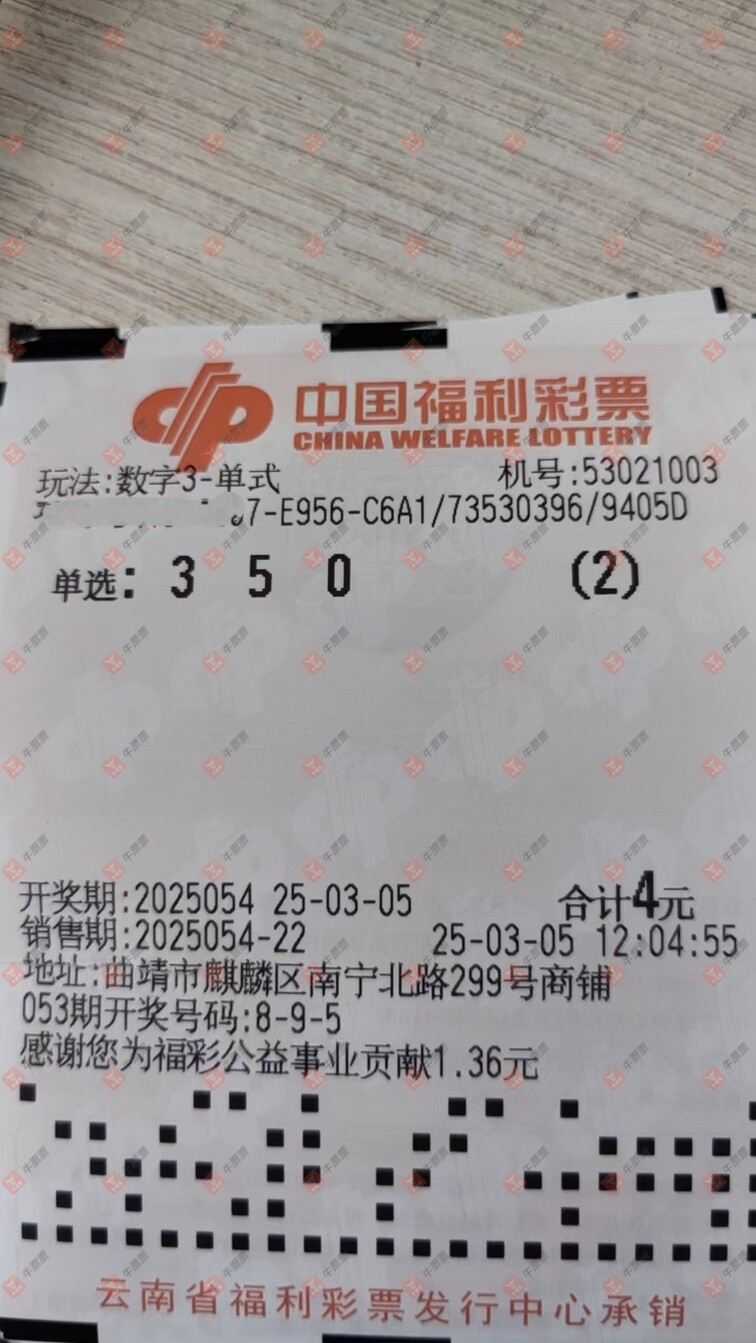 中国福利彩票
CHINA WELFARE LOTTERY
玩法:数字3-单式 机号:53021003
7-E956-C6A1/73530396/9405D
单选: 3 5 0 (2)
开奖期:2025054 25-03-05 合计4元
销售期:2025054-22 25-03-05 12:04:55
地址:曲靖市麒麟区南宁北路299号商铺
053期开奖号码:8-9-5
感谢您为福彩公益事业贡献1.36元
云南省福利彩票发行中心承销